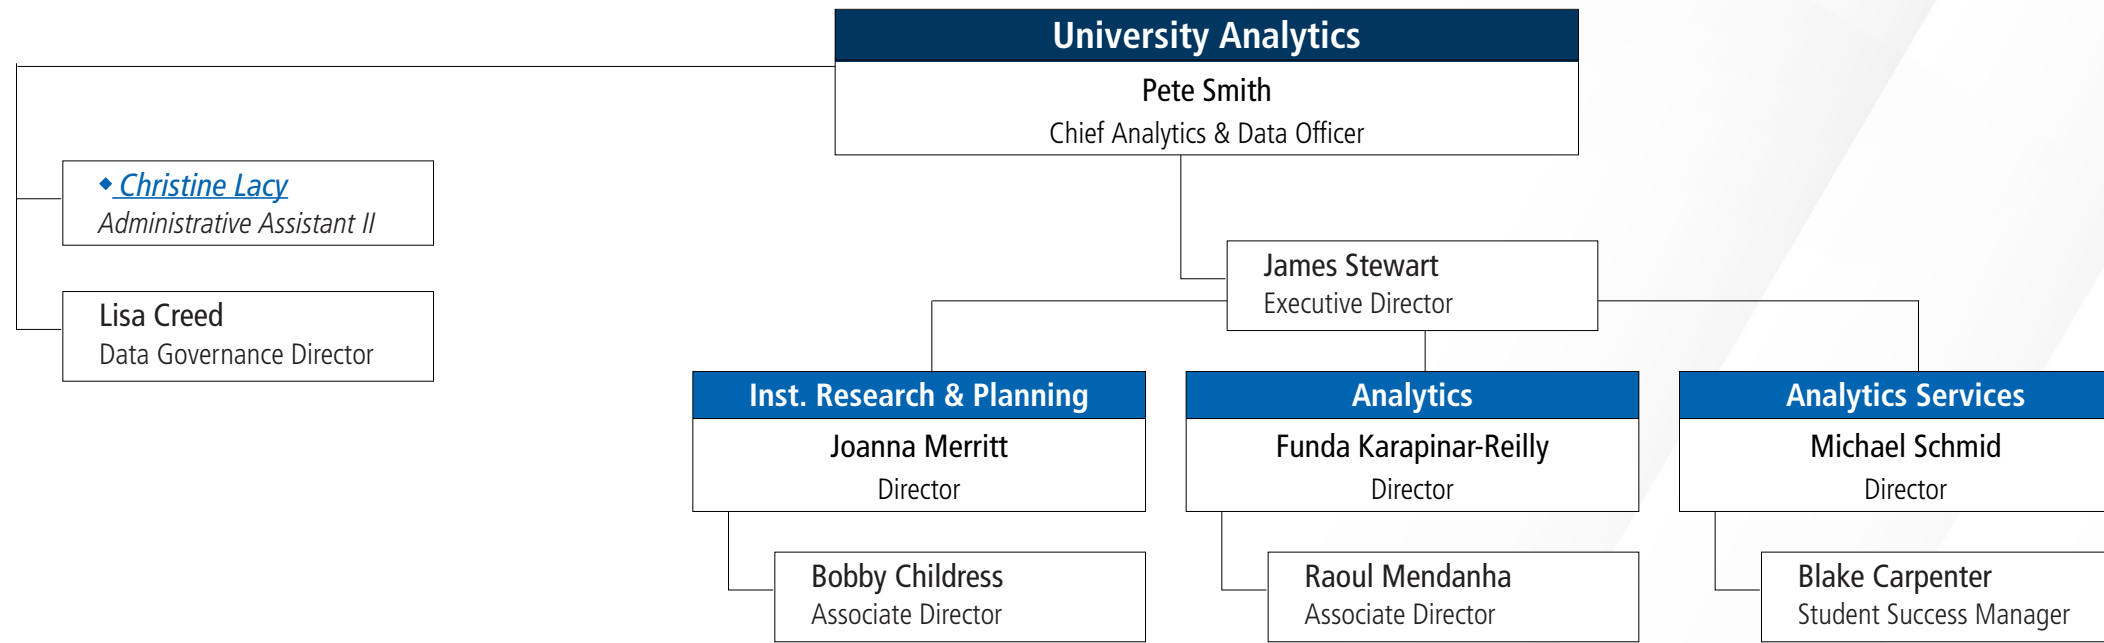 University Analytics
Pete Smith
Chief Analytics & Data Officer
◆ Christine Lacy
Administrative Assistant II
Lisa Creed
Data Governance Director
James Stewart
Executive Director
Inst. Research & Planning
Joanna Merritt
Director
Bobby Childress
Associate Director
Analytics
Funda Karapinar-Reilly
Director
Raoul Mendanha
Associate Director
Analytics Services
Michael Schmid
Director
Blake Carpenter
Student Success Manager